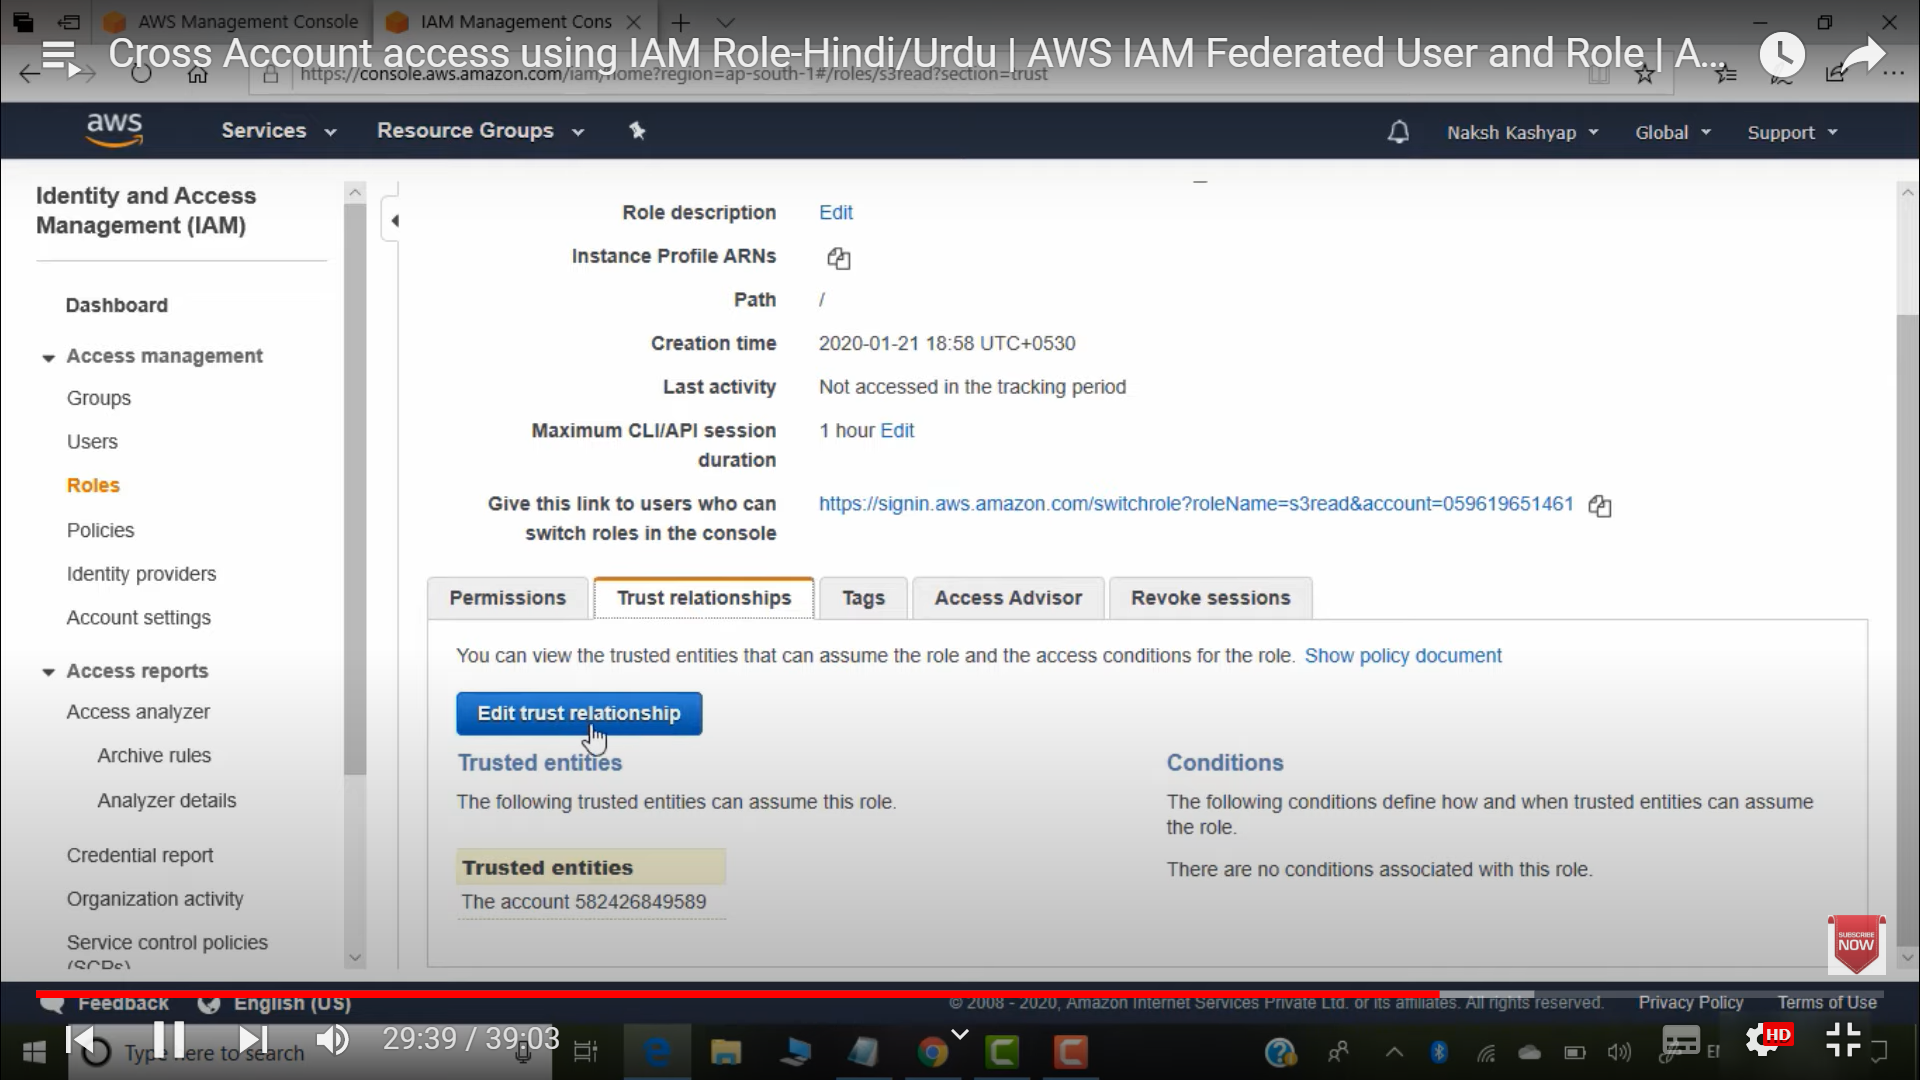 AWS Management Console
IAM Management Cons
Cross Account access using IAM Role-Hindi/Urdu | AWS IAM Federated User and Role | A...
https://console.aws.amazon.com/iam/home?region=ap-south-1#/roles/s3read?section=trust
aws
Services
Resource Groups
Naksh Kashyap
Global
Support
Identity and Access
Management (IAM)
Dashboard
Access management
Groups
Users
Roles
Policies
Identity providers
Account settings
Access reports
Access analyzer
Archive rules
Analyzer details
Credential report
Organization activity
Service control policies
(SCPs)
Role description Edit
Instance Profile ARNs
Path /
Creation time 2020-01-21 18:58 UTC+0530
Last activity Not accessed in the tracking period
Maximum CLI/API session 1 hour Edit
duration
Give this link to users who can https://signin.aws.amazon.com/switchrole?roleName=s3read&account=059619651461
switch roles in the console
Permissions Trust relationships Tags Access Advisor Revoke sessions
You can view the trusted entities that can assume the role and the access conditions for the role. Show policy document
Edit trust relationship
Trusted entities
The following trusted entities can assume this role.
Trusted entities
The account 582426849589
Conditions
The following conditions define how and when trusted entities can assume
the role.
There are no conditions associated with this role.
SUBSCRIBE
NOW
Feedback English (US)
© 2008 - 2020, Amazon Internet Services Private Ltd. or its affiliates. All rights reserved. Privacy Policy Terms of Use
29:39 / 39:03
Type here to search
HD